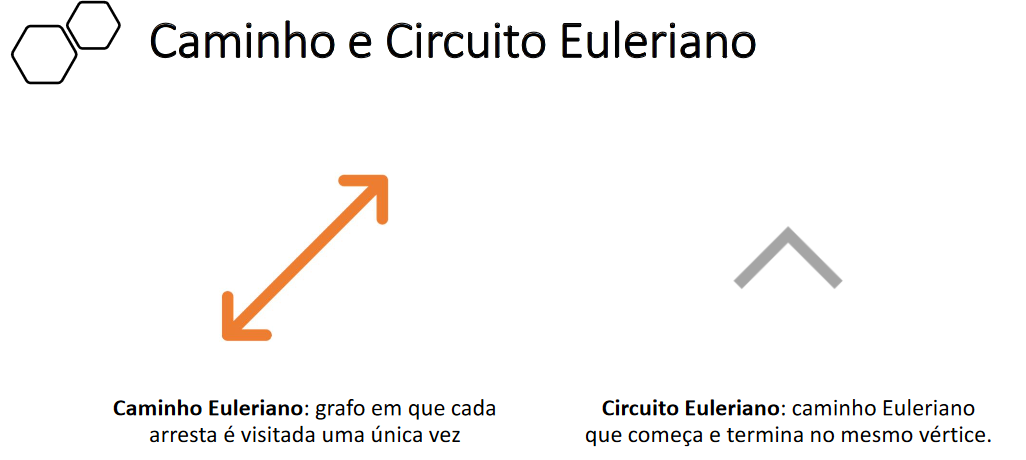 Caminho e Circuito Euleriano
Caminho Euleriano: grafo em que cada
arresta é visitada uma única vez
Circuito Euleriano: caminho Euleriano
que começa e termina no mesmo vértice.